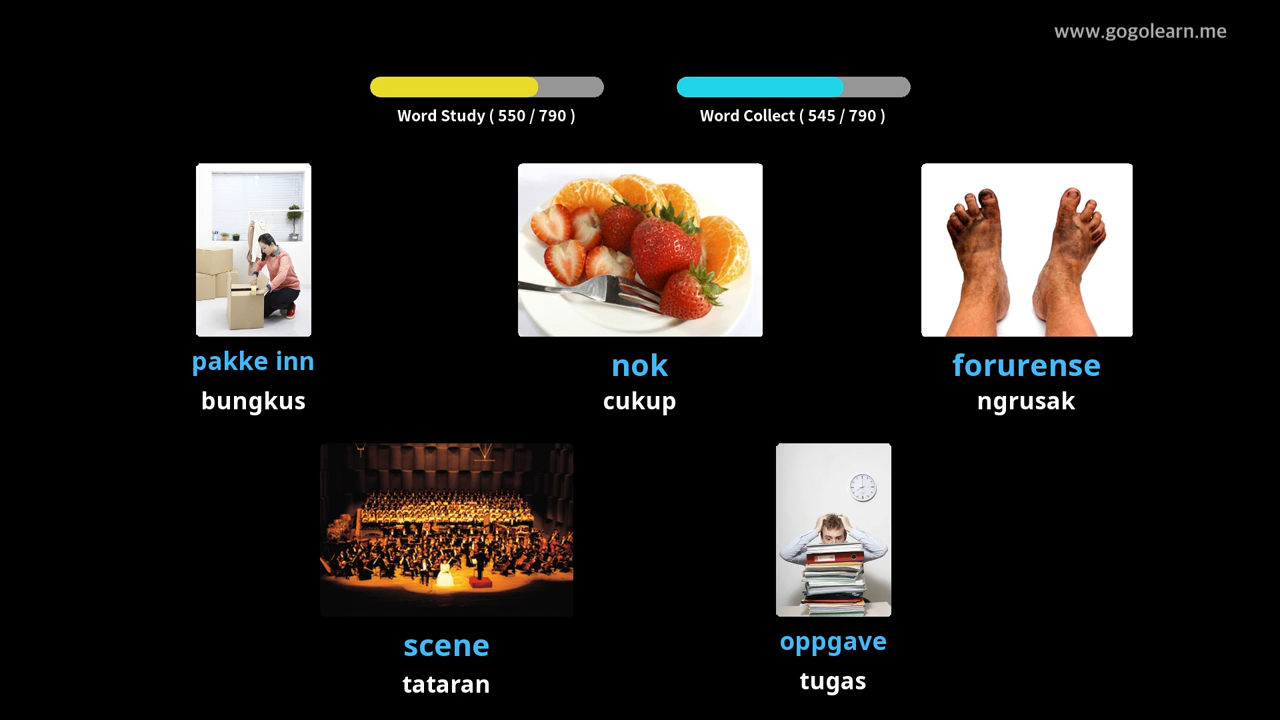 www.gogolearn.me
Word Study ( 550 / 790 )
Word Collect ( 545 / 790 )
pakke inn
bungkus
nok
cukup
forurense
ngrusak
scene
tataran
oppgave
tugas